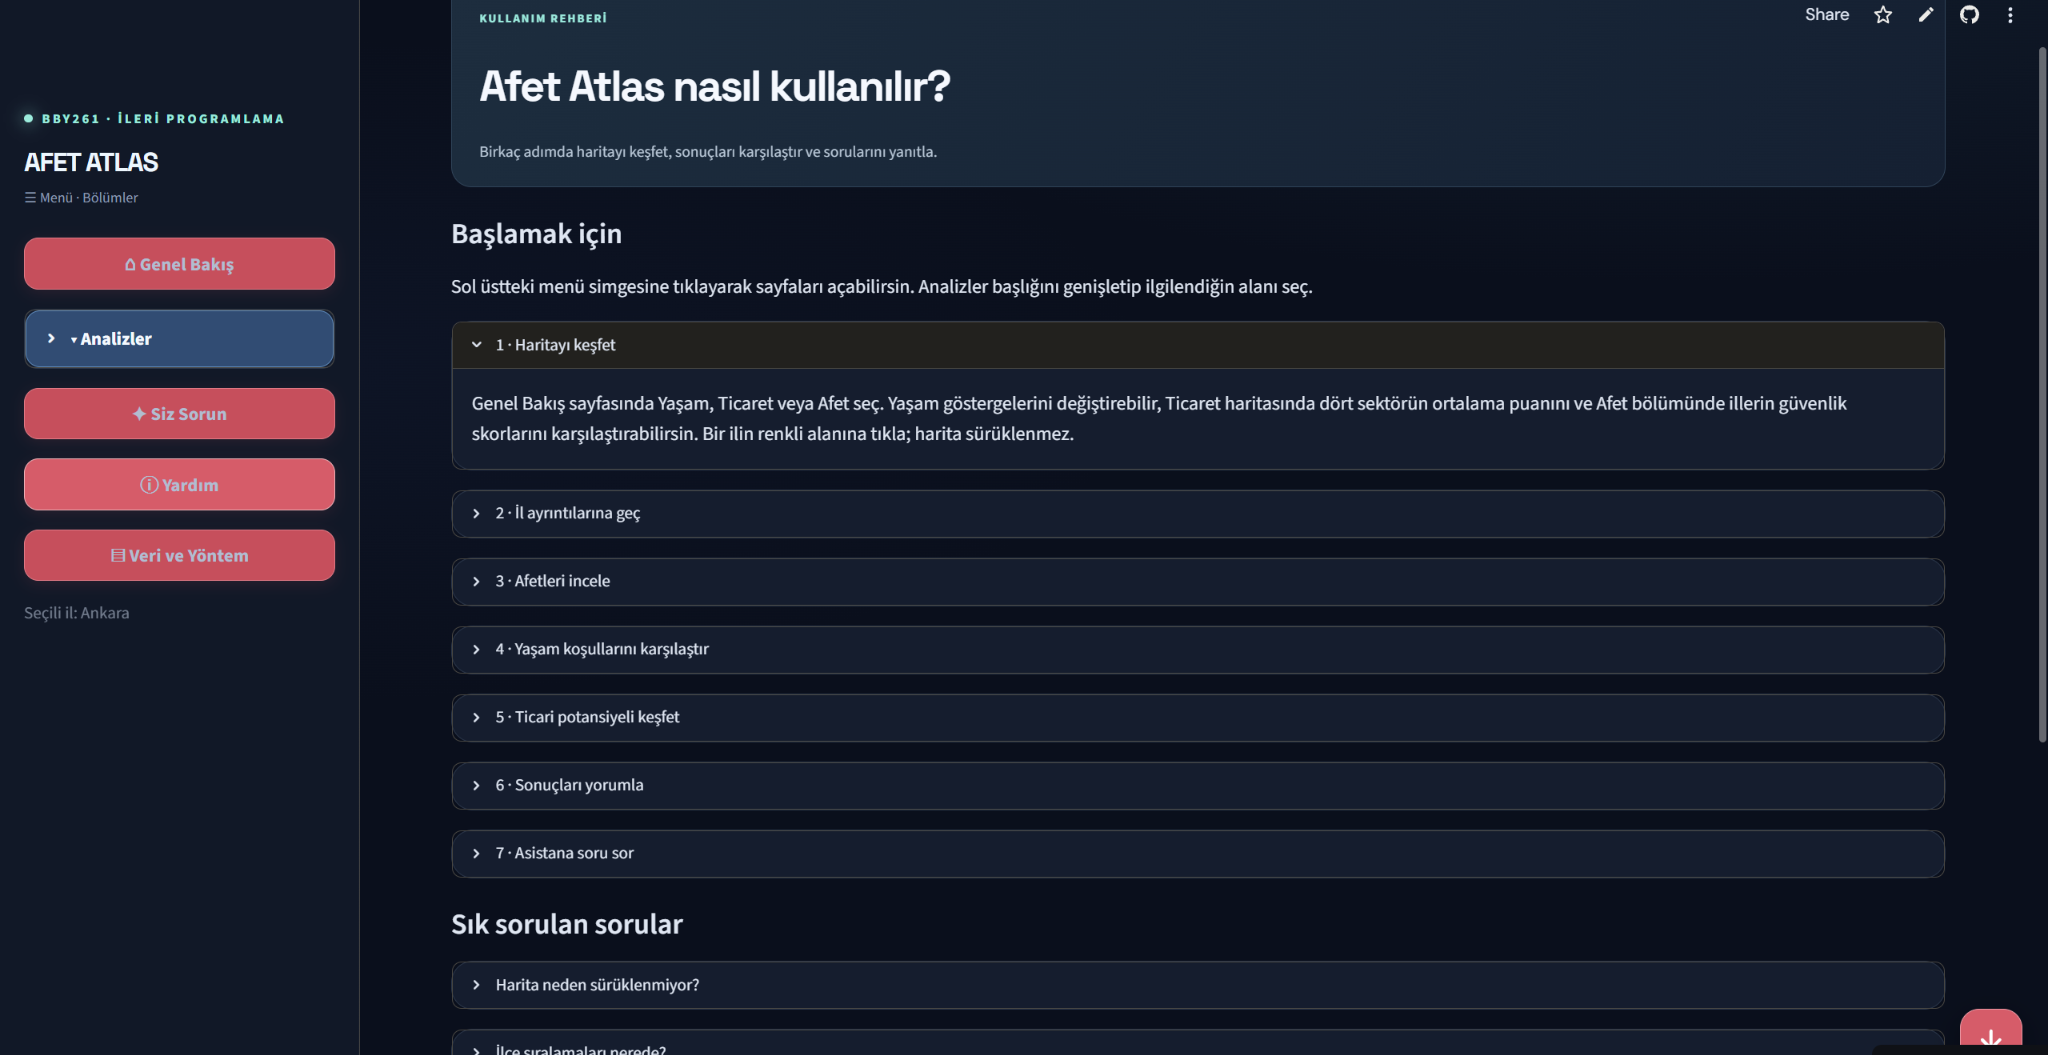 Share
BBY261 · İLERİ PROGRAMLAMA
AFET ATLAS
☰ Menü · Bölümler
⌂ Genel Bakış
▾ Analizler
✦ Siz Sorun
ⓘ Yardım
▤ Veri ve Yöntem
Seçili il: Ankara
KULLANIM REHBERİ
Afet Atlas nasıl kullanılır?
Birkaç adımda haritayı keşfet, sonuçları karşılaştır ve sorularını yanıtla.
Başlamak için
Sol üstteki menü simgesine tıklayarak sayfaları açabilirsin. Analizler başlığını genişletip ilgilendiğin alanı seç.
1 · Haritayı keşfet
Genel Bakış sayfasında Yaşam, Ticaret veya Afet seç. Yaşam göstergelerini değiştirebilir, Ticaret haritasında dört sektörün ortalama puanını ve Afet bölümünde illerin güvenlik
skorlarını karşılaştırabilirsin. Bir ilin renkli alanına tıkla; harita sürüklenmez.
2 · İl ayrıntılarına geç
3 · Afetleri incele
4 · Yaşam koşullarını karşılaştır
5 · Ticari potansiyeli keşfet
6 · Sonuçları yorumla
7 · Asistana soru sor
Sık sorulan sorular
Harita neden sürüklenmiyor?
İlçe sıralamaları nerede?